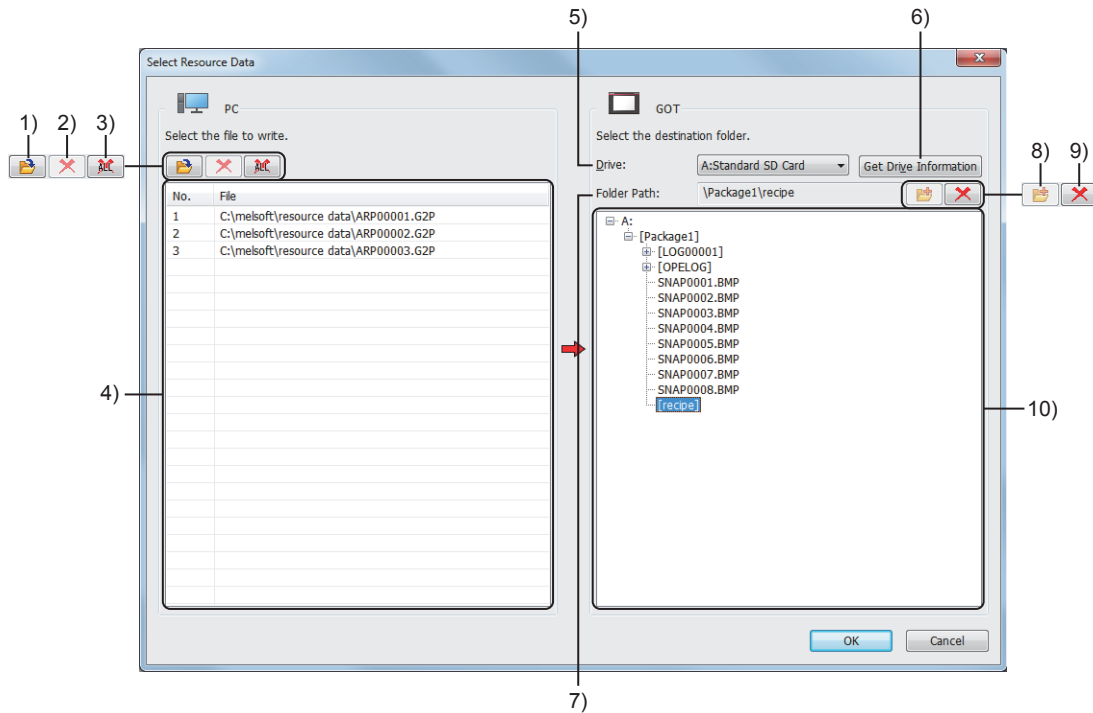 5)
6)
Select Resource Data
x
PC
GOT
Select the file to write.
Select the destination folder.
1)
2)
3)
ALL
ALL
Drive:
A:Standard SD Card
Get Drive Information
8)
9)
Folder Path:
\Package1\recipe
No.
File
1
C:\melsoft\resource data\ARP00001.G2P
2
C:\melsoft\resource data\ARP00002.G2P
3
C:\melsoft\resource data\ARP00003.G2P
A:
[Package1]
[LOG00001]
[OPELOG]
SNAP0001.BMP
SNAP0002.BMP
SNAP0003.BMP
SNAP0004.BMP
SNAP0005.BMP
SNAP0006.BMP
SNAP0007.BMP
SNAP0008.BMP
[recipe]
4)
10)
OK
Cancel
7)